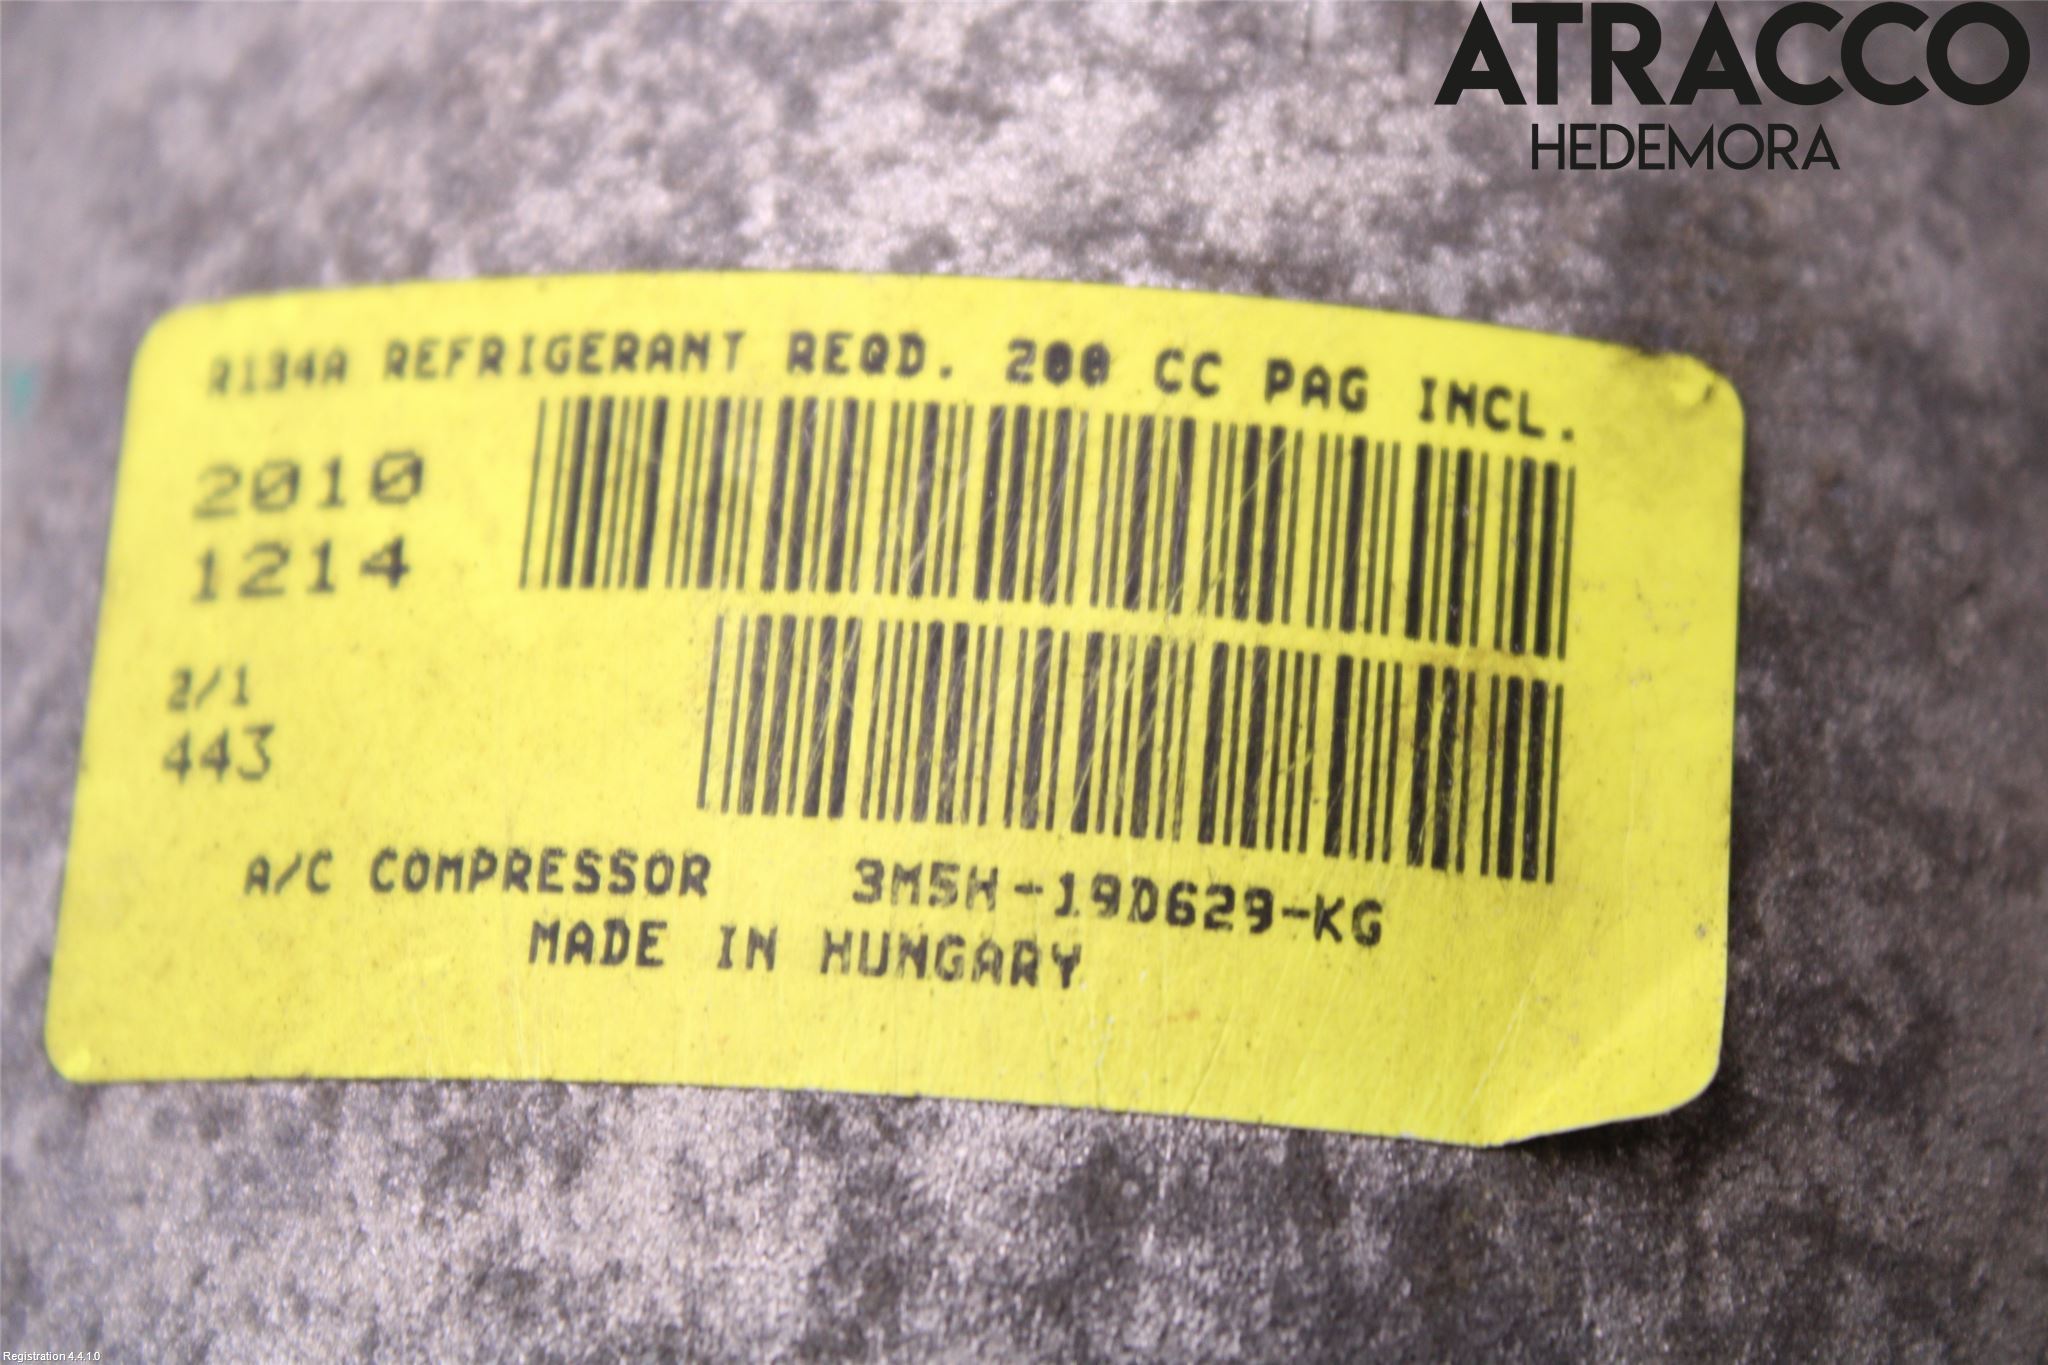 ATRACCO
HEDEMORA
R134A REFRIGERANT REQD. 200 CC PAG INCL.
2010
1214
2/1
443
A/C COMPRESSOR 3M5H-19D629-KG
MADE IN HUNGARY
Registration 4.4.1.0